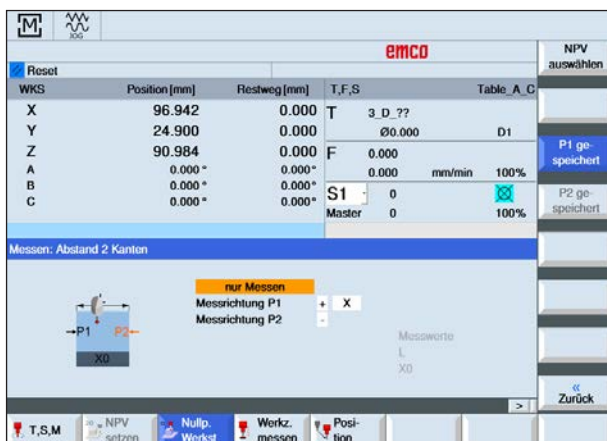 M
JOG
emco
NPV auswählen
Reset
WKS Position [mm] Restweg [mm] T,F,S Table_A_C
X 96.942 0.000 T 3_D_??
Y 24.900 0.000 Ø0.000 D1
Z 90.984 0.000 F 0.000
A 0.000 ° 0.000° 0.000 mm/min 100%
B 0.000 ° 0.000° S1 0
C 0.000 ° 0.000° Master 0 100%
P1 ge-
speichert
P2 ge-
speichert
Messen: Abstand 2 Kanten
nur Messen
Messrichtung P1 + X
Messrichtung P2 -
P1 P2
X0
Messwerte
L
X0
«
Zurück
>
T,S,M
NPV
setzen
Nullp.
Werkst
Werkz.
messen
Posi-
tion